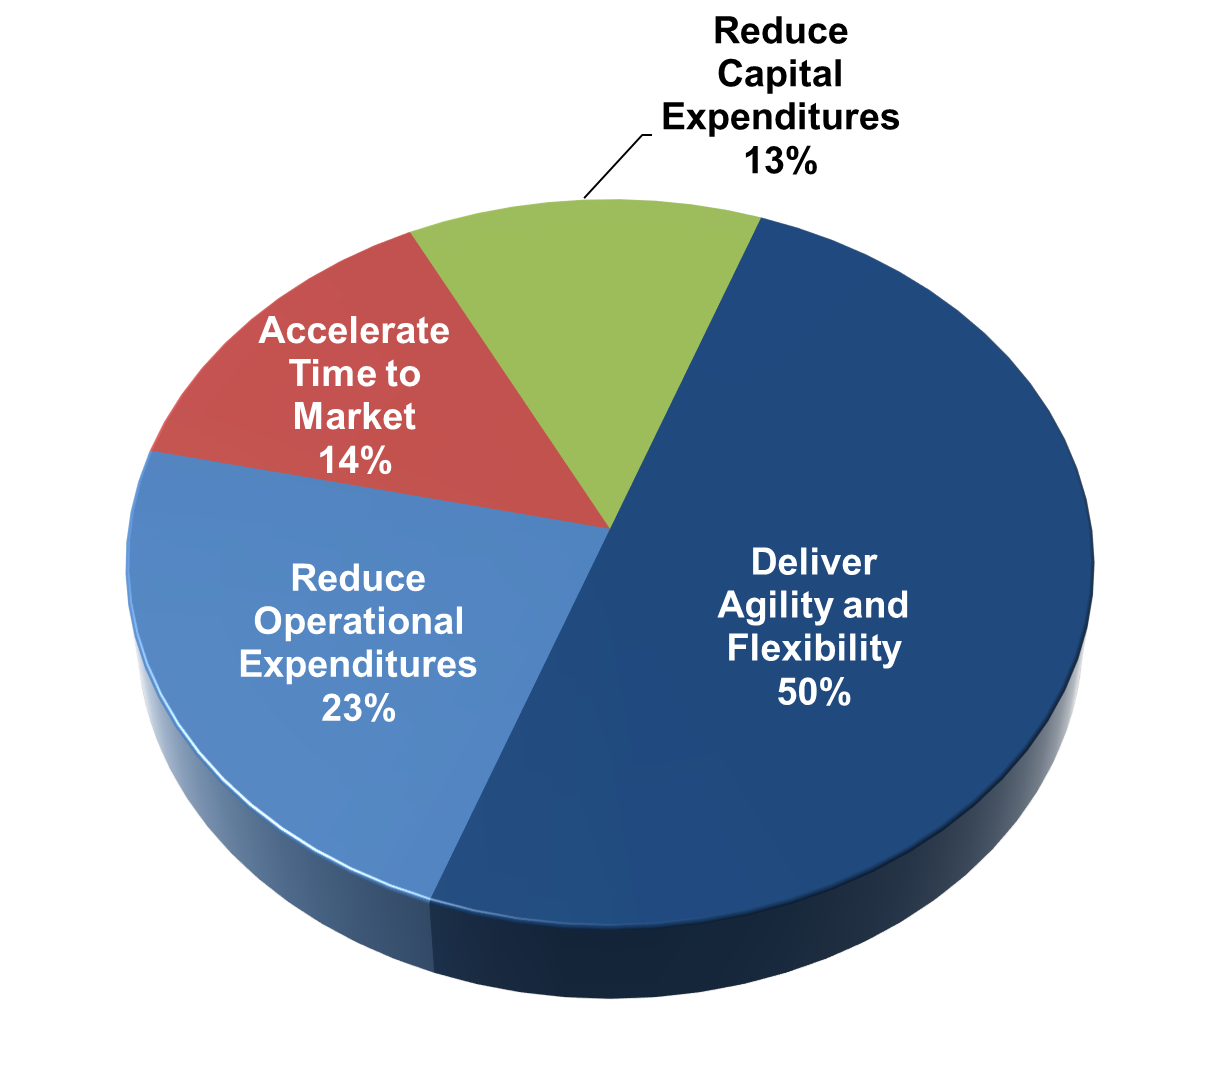 Reduce
Capital
Expenditures
13%
Accelerate
Time to
Market
14%
Deliver
Agility and
Flexibility
50%
Reduce
Operational
Expenditures
23%